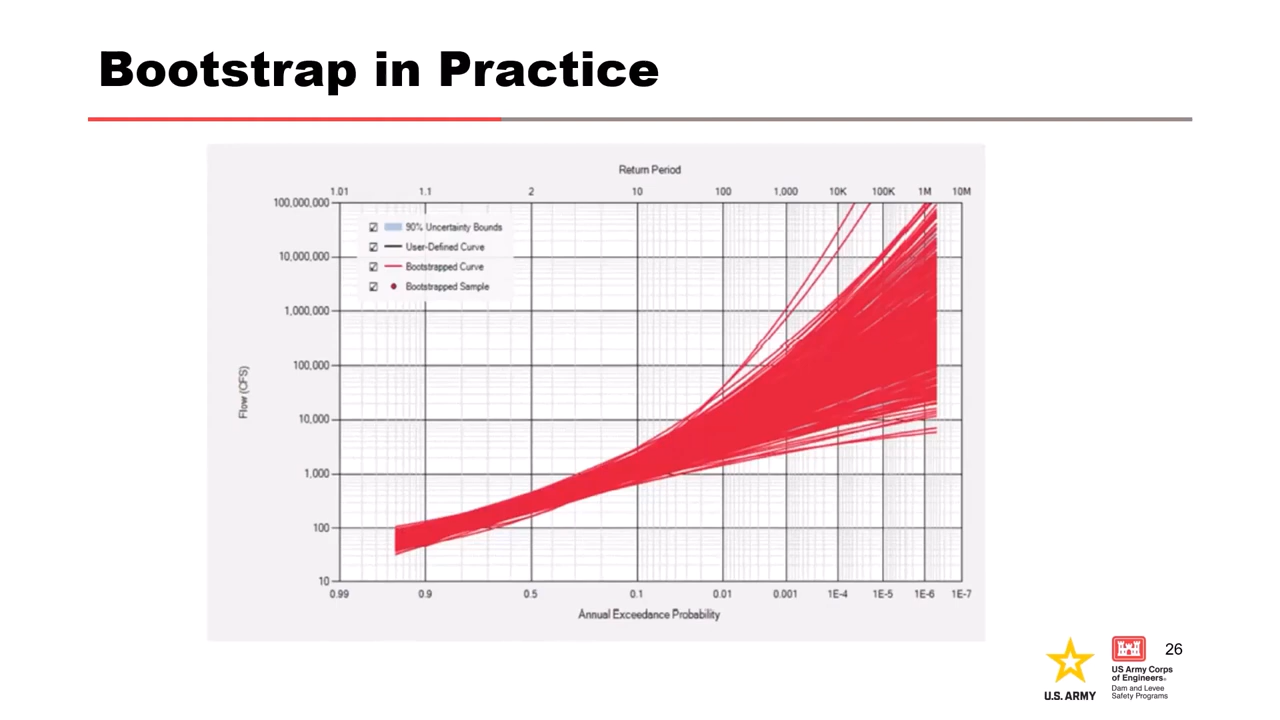 Bootstrap in Practice
Return Period
1.01 1.1 2 10 100 1,000 10K 100K 1M 10M
100,000,000
10,000,000
1,000,000
100,000
10,000
1,000
100
10
90% Uncertainty Bounds
User-Defined Curve
Bootstrapped Curve
Bootstrapped Sample
Flow (CFS)
0.99 0.9 0.5 0.1 0.01 0.001 1E-4 1E-5 1E-6 1E-7
Annual Exceedance Probability
U.S. ARMY
US Army Corps
of Engineers®
Dam and Levee
Safety Programs
26